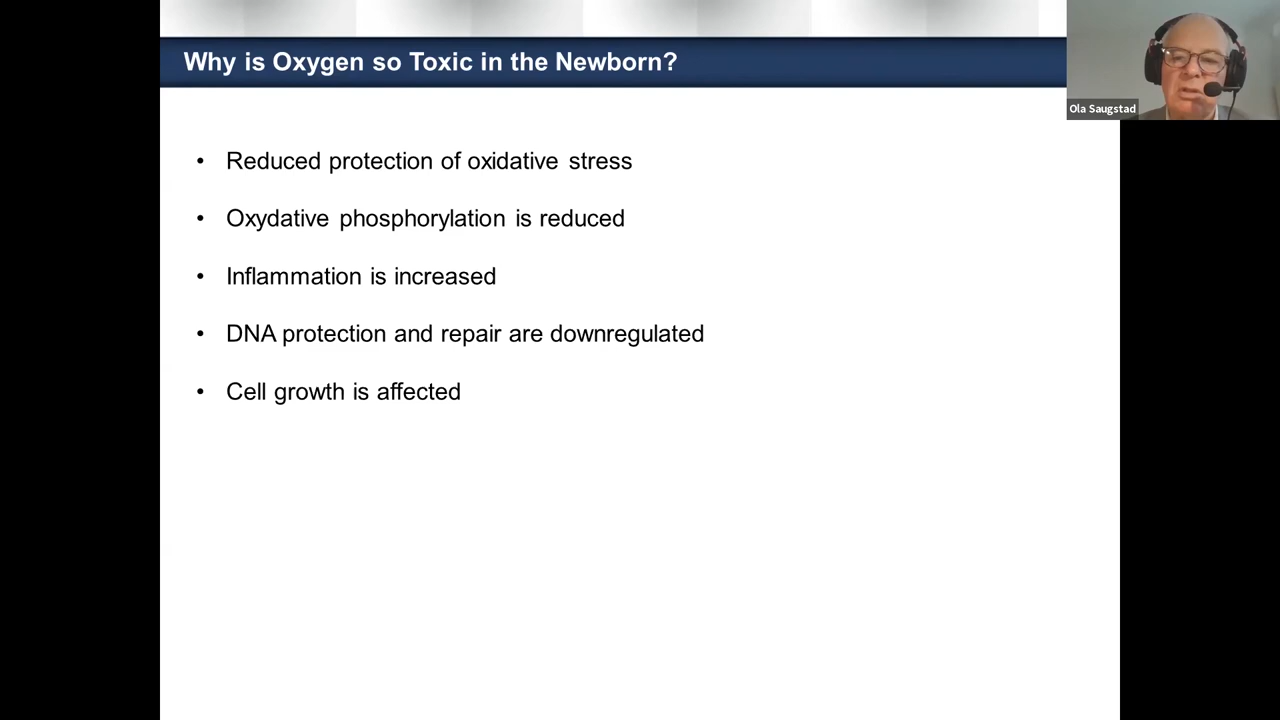 Why is Oxygen so Toxic in the Newborn?
Ola Saugstad
• Reduced protection of oxidative stress
• Oxydative phosphorylation is reduced
• Inflammation is increased
• DNA protection and repair are downregulated
• Cell growth is affected